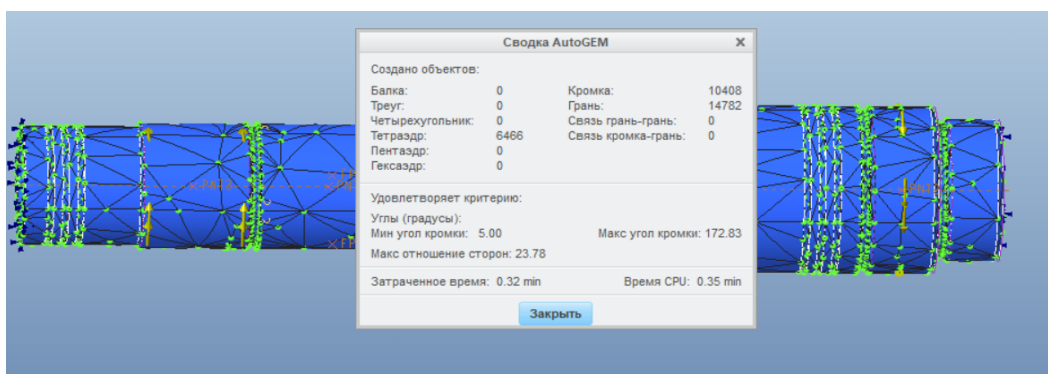 Сводка AutoGEM X
Создано объектов:
Балка: 0 Кромка: 10408
Треуг: 0 Грань: 14782
Четырехугольник: 0 Связь грань-грань: 0
Тетраэдр: 6466 Связь кромка-грань: 0
Пентаэдр: 0
Гексаэдр: 0
Удовлетворяет критерию:
Углы (градусы):
Мин угол кромки: 5.00 Макс угол кромки: 172.83
Макс отношение сторон: 23.78
Затраченное время: 0.32 min Время CPU: 0.35 min
Закрыть